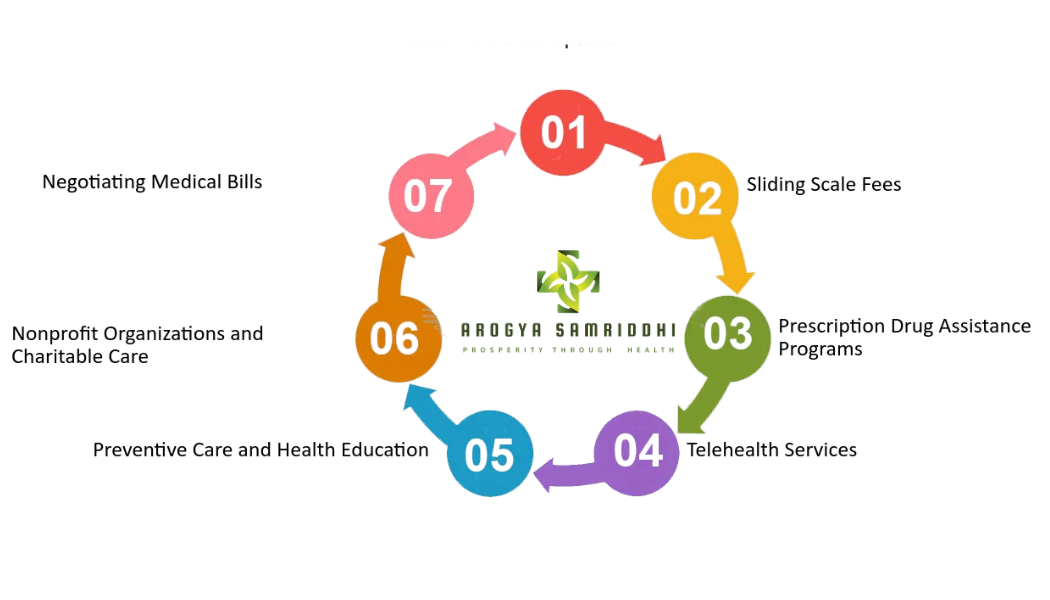 01
02
Sliding Scale Fees
03
Prescription Drug Assistance
Programs
04
Telehealth Services
05
Preventive Care and Health Education
06
Nonprofit Organizations and
Charitable Care
07
Negotiating Medical Bills
AROGYA SAMRIDDHI
PROSPERITY THROUGH HEALTH